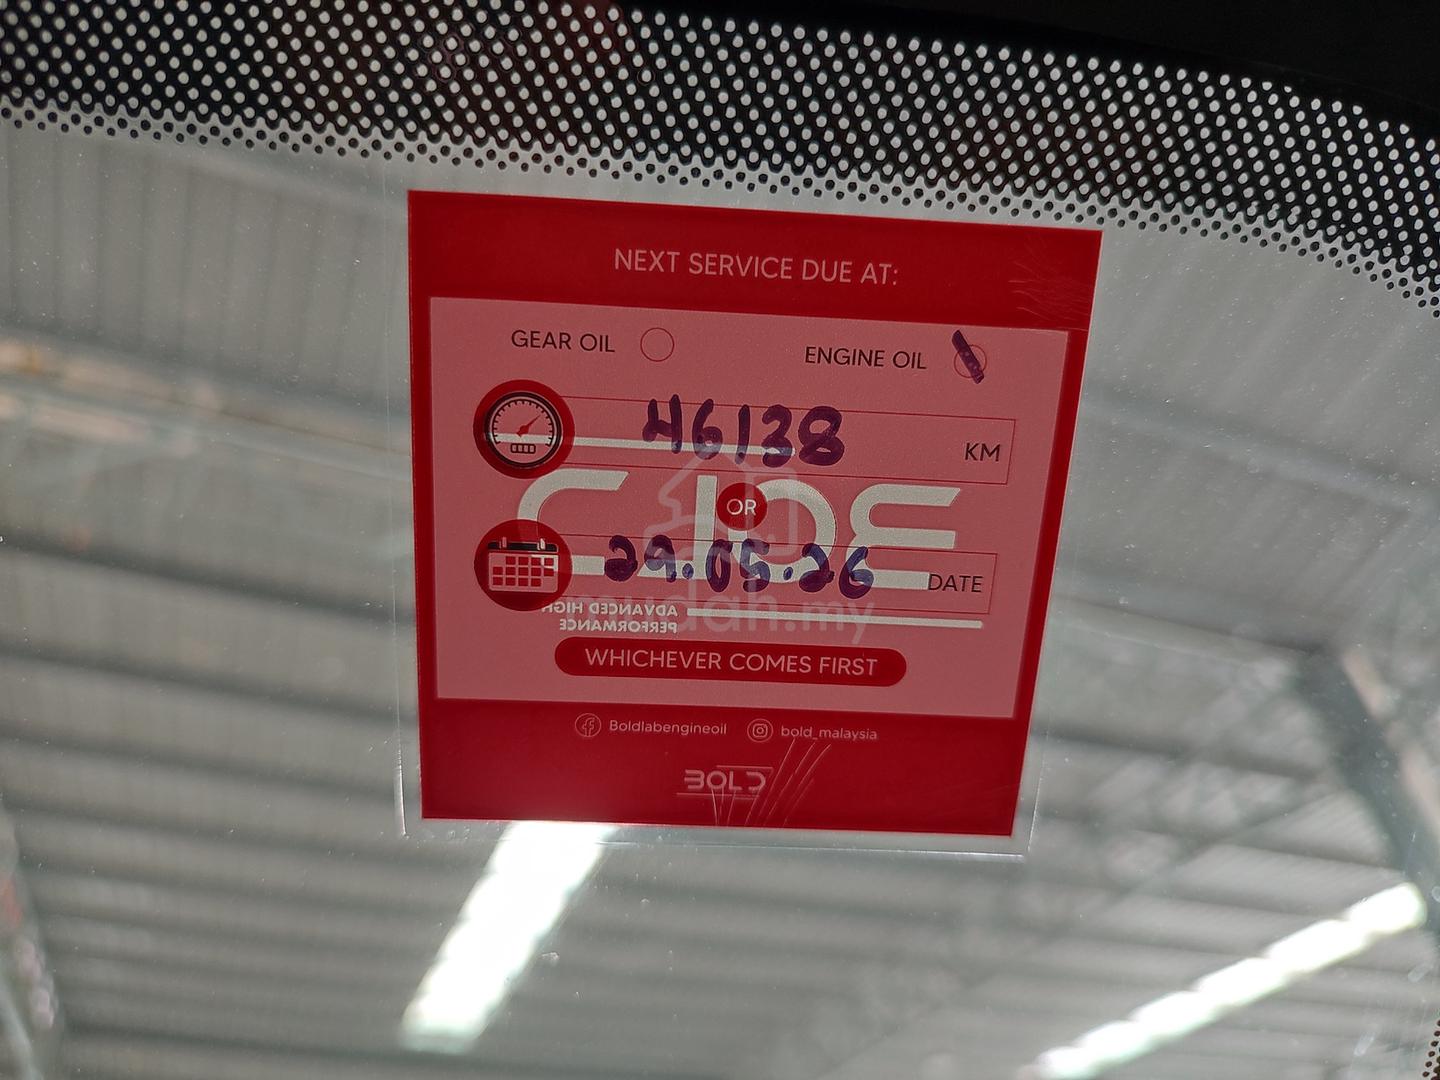 NEXT SERVICE DUE AT:
GEAR OIL ENGINE OIL
46138 KM
OR
29.05.26 DATE
ADVANCED HIGH
PERFORMANCE
mudah.my
WHICHEVER COMES FIRST
Boldlabengineoil bold_malaysia
BOLD